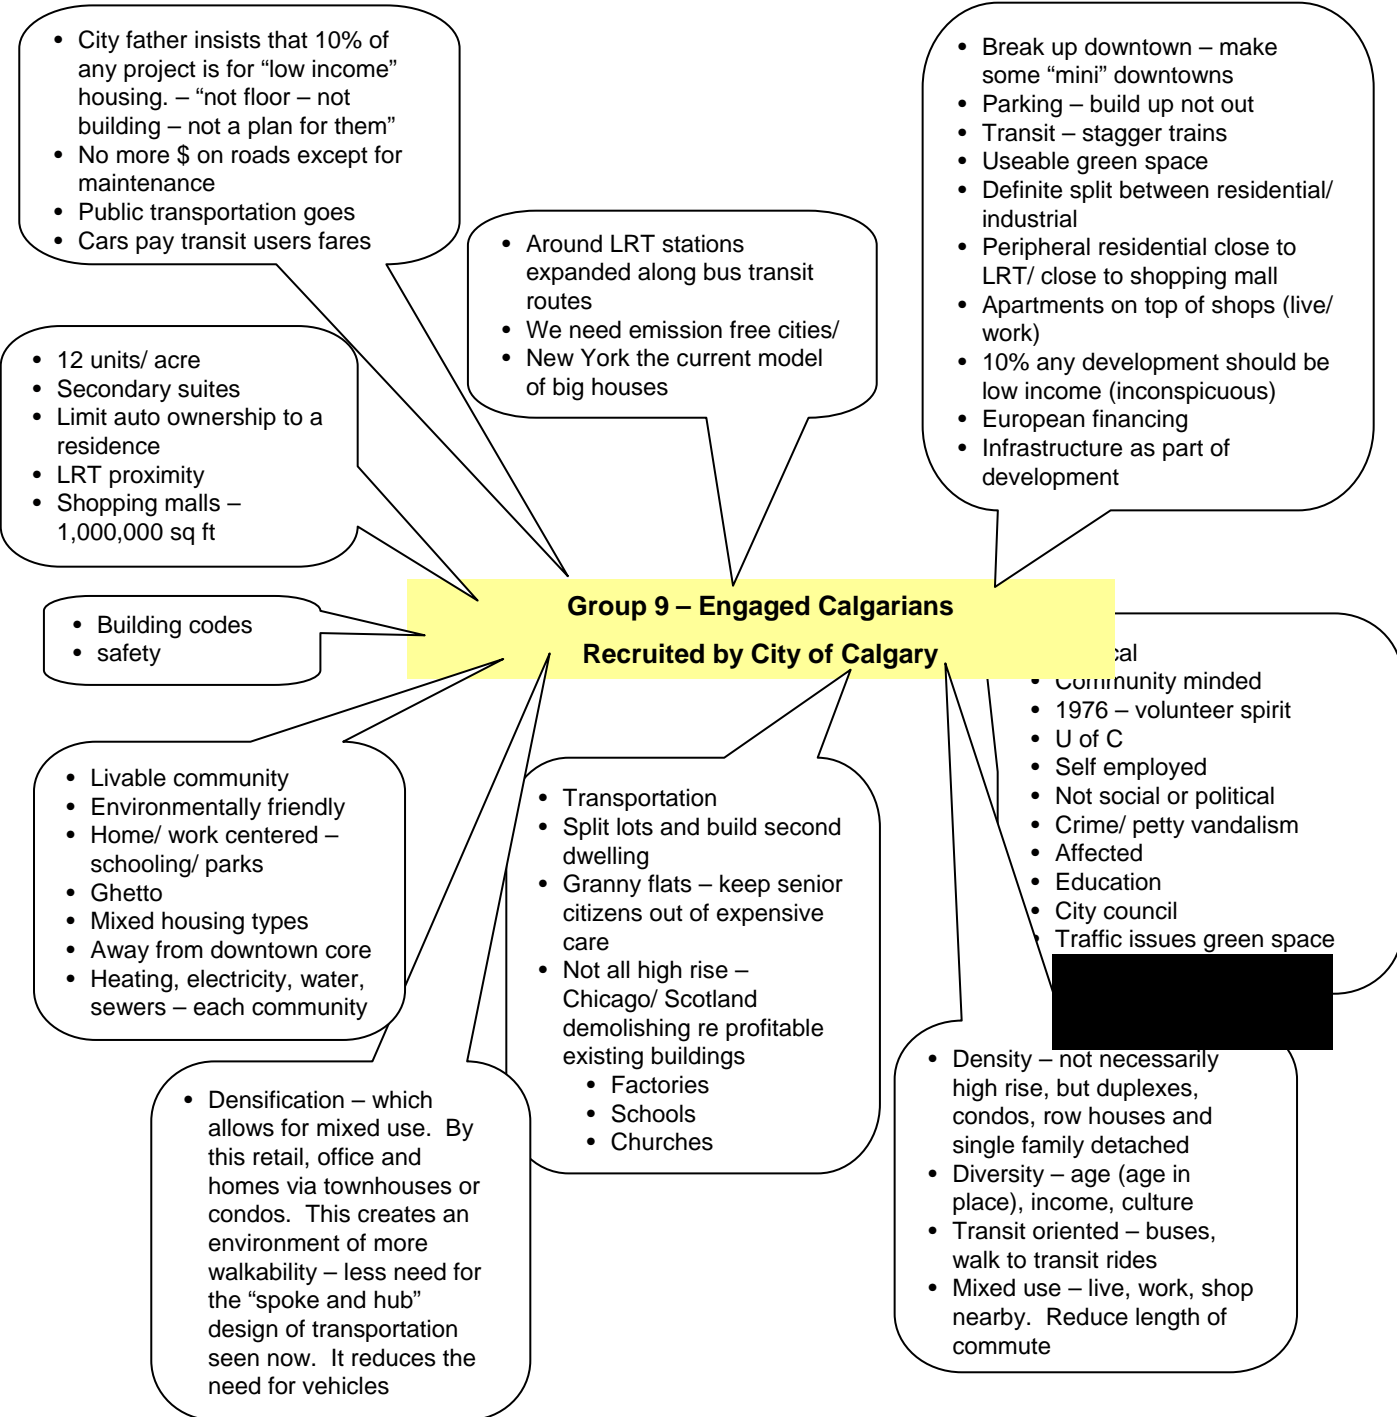 • City father insists that 10% of
any project is for “low income”
housing. – “not floor – not
building – not a plan for them”
• No more $ on roads except for
maintenance
• Public transportation goes
• Cars pay transit users fares
• Around LRT stations
expanded along bus transit
routes
• We need emission free cities/
• New York the current model
of big houses
• Break up downtown – make
some “mini” downtowns
• Parking – build up not out
• Transit – stagger trains
• Useable green space
• Definite split between residential/
industrial
• Peripheral residential close to
LRT/ close to shopping mall
• Apartments on top of shops (live/
work)
• 10% any development should be
low income (inconspicuous)
• European financing
• Infrastructure as part of
development
• 12 units/ acre
• Secondary suites
• Limit auto ownership to a
residence
• LRT proximity
• Shopping malls –
1,000,000 sq ft
Group 9 – Engaged Calgarians
Recruited by City of Calgary
• Building codes
• safety
• Community minded
• 1976 – volunteer spirit
• U of C
• Self employed
• Not social or political
• Crime/ petty vandalism
• Affected
• Education
• City council
• Traffic issues green space
• Livable community
• Environmentally friendly
• Home/ work centered –
schooling/ parks
• Ghetto
• Mixed housing types
• Away from downtown core
• Heating, electricity, water,
sewers – each community
• Transportation
• Split lots and build second
dwelling
• Granny flats – keep senior
citizens out of expensive
care
• Not all high rise –
Chicago/ Scotland
demolishing re profitable
existing buildings
• Factories
• Schools
• Churches
• Densification – which
allows for mixed use. By
this retail, office and
homes via townhouses or
condos. This creates an
environment of more
walkability – less need for
the “spoke and hub”
design of transportation
seen now. It reduces the
need for vehicles
• Density – not necessarily
high rise, but duplexes,
condos, row houses and
single family detached
• Diversity – age (age in
place), income, culture
• Transit oriented – buses,
walk to transit rides
• Mixed use – live, work, shop
nearby. Reduce length of
commute